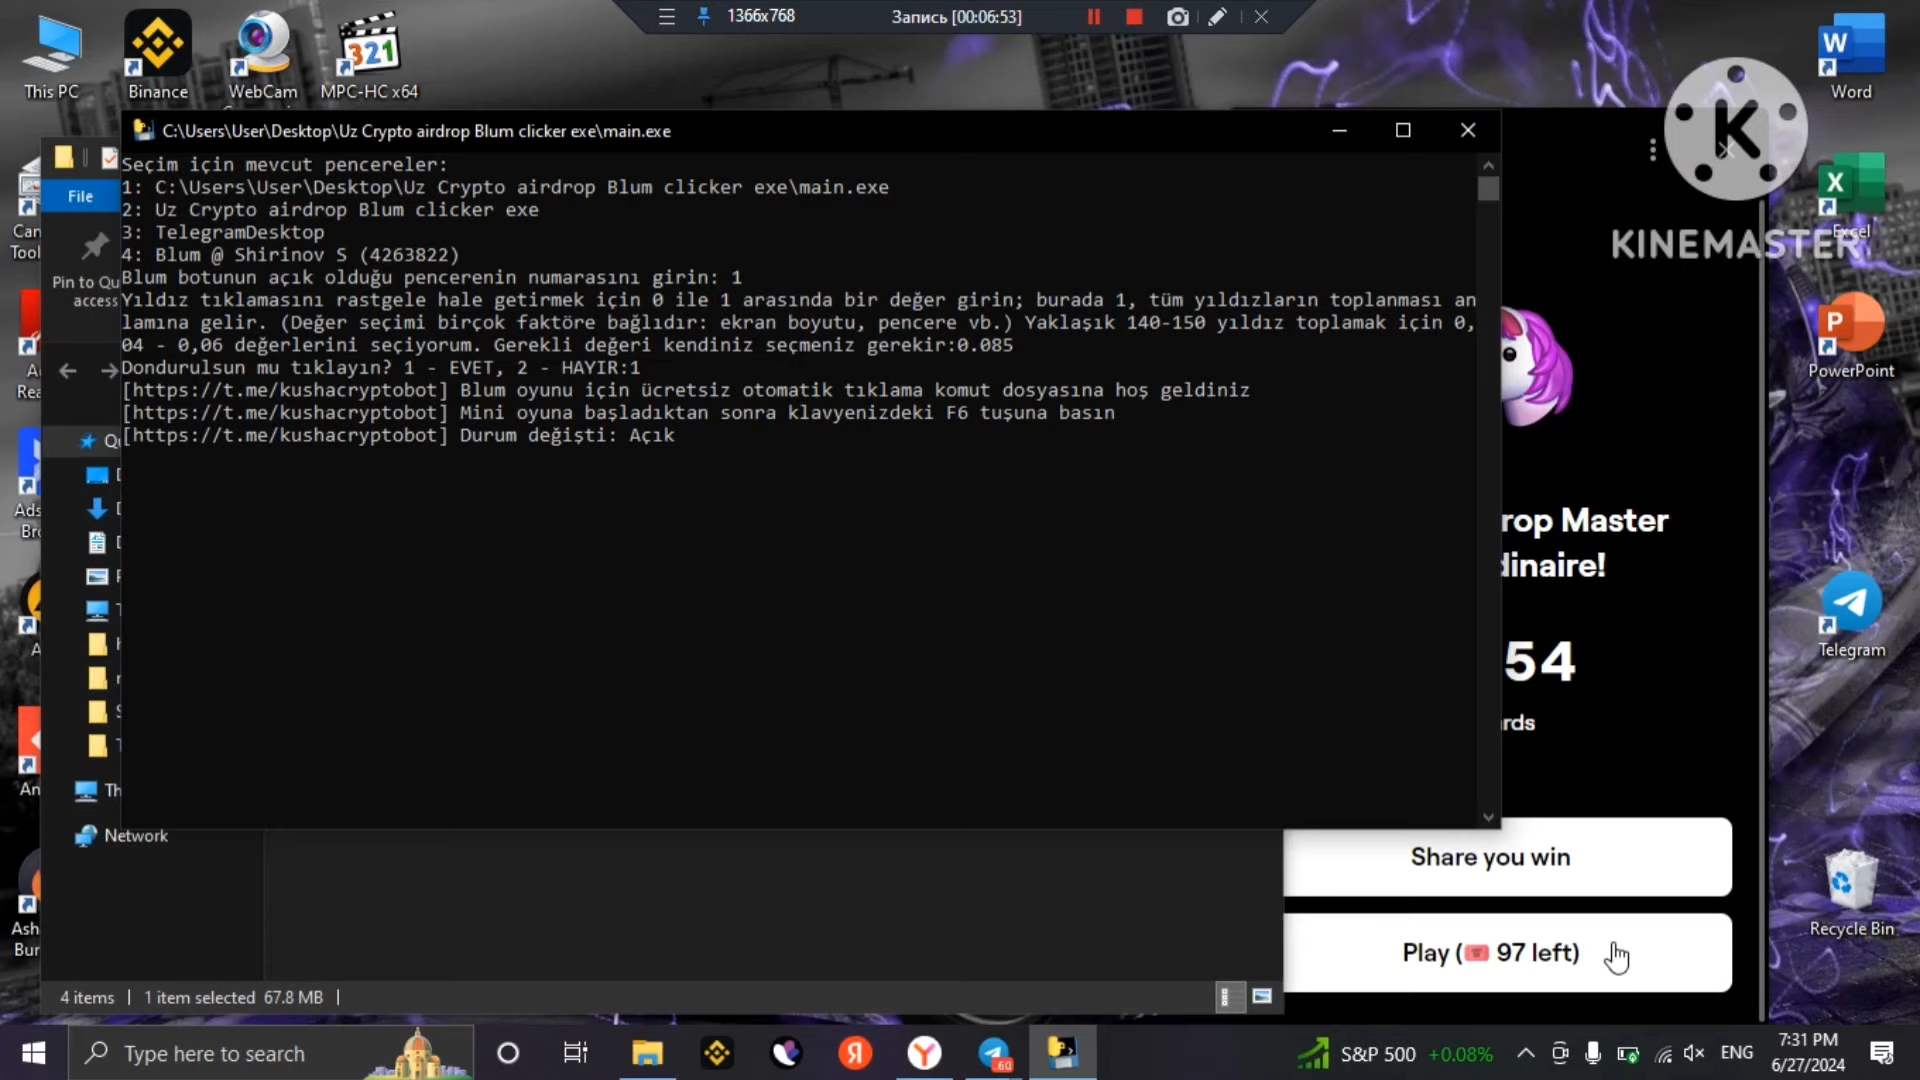 1366x768
Запись [00:06:53]
This PC
Binance
WebCam
MPC-HC x64
Word
C:\Users\User\Desktop\Uz Crypto airdrop Blum clicker exe\main.exe
Seçim için mevcut pencereler:
1: C:\Users\User\Desktop\Uz Crypto airdrop Blum clicker exe\main.exe
2: Uz Crypto airdrop Blum clicker exe
3: TelegramDesktop
4: Blum @ Shirinov S (4263822)
Blum botunun açık olduğu pencerenin numarasını girin: 1
Yıldız tıklamasını rastgele hale getirmek için 0 ile 1 arasında bir değer girin; burada 1, tüm yıldızların toplanması an
lamına gelir. (Değer seçimi birçok faktöre bağlıdır: ekran boyutu, pencere vb.) Yaklaşık 140-150 yıldız toplamak için 0,
04 - 0,06 değerlerini seçiyorum. Gerekli değeri kendiniz seçmeniz gerekir:0.085
Dondurulsun mu tıklayın? 1 - EVET, 2 - HAYIR:1
[https://t.me/kushacryptobot] Blum oyunu için ücretsiz otomatik tıklama komut dosyasına hoş geldiniz
[https://t.me/kushacryptobot] Mini oyuna başladıktan sonra klavyenizdeki F6 tuşuna basın
[https://t.me/kushacryptobot] Durum değişti: Açık
File
Pin to Qu
access
Network
4 items
1 item selected 67.8 MB
KINEMASTER
Excel
PowerPoint
Telegram
Recycle Bin
rop Master
dinaire!
54
rds
Share you win
Play (97 left)
Type here to search
S&P 500 +0.08%
ENG
7:31 PM
6/27/2024